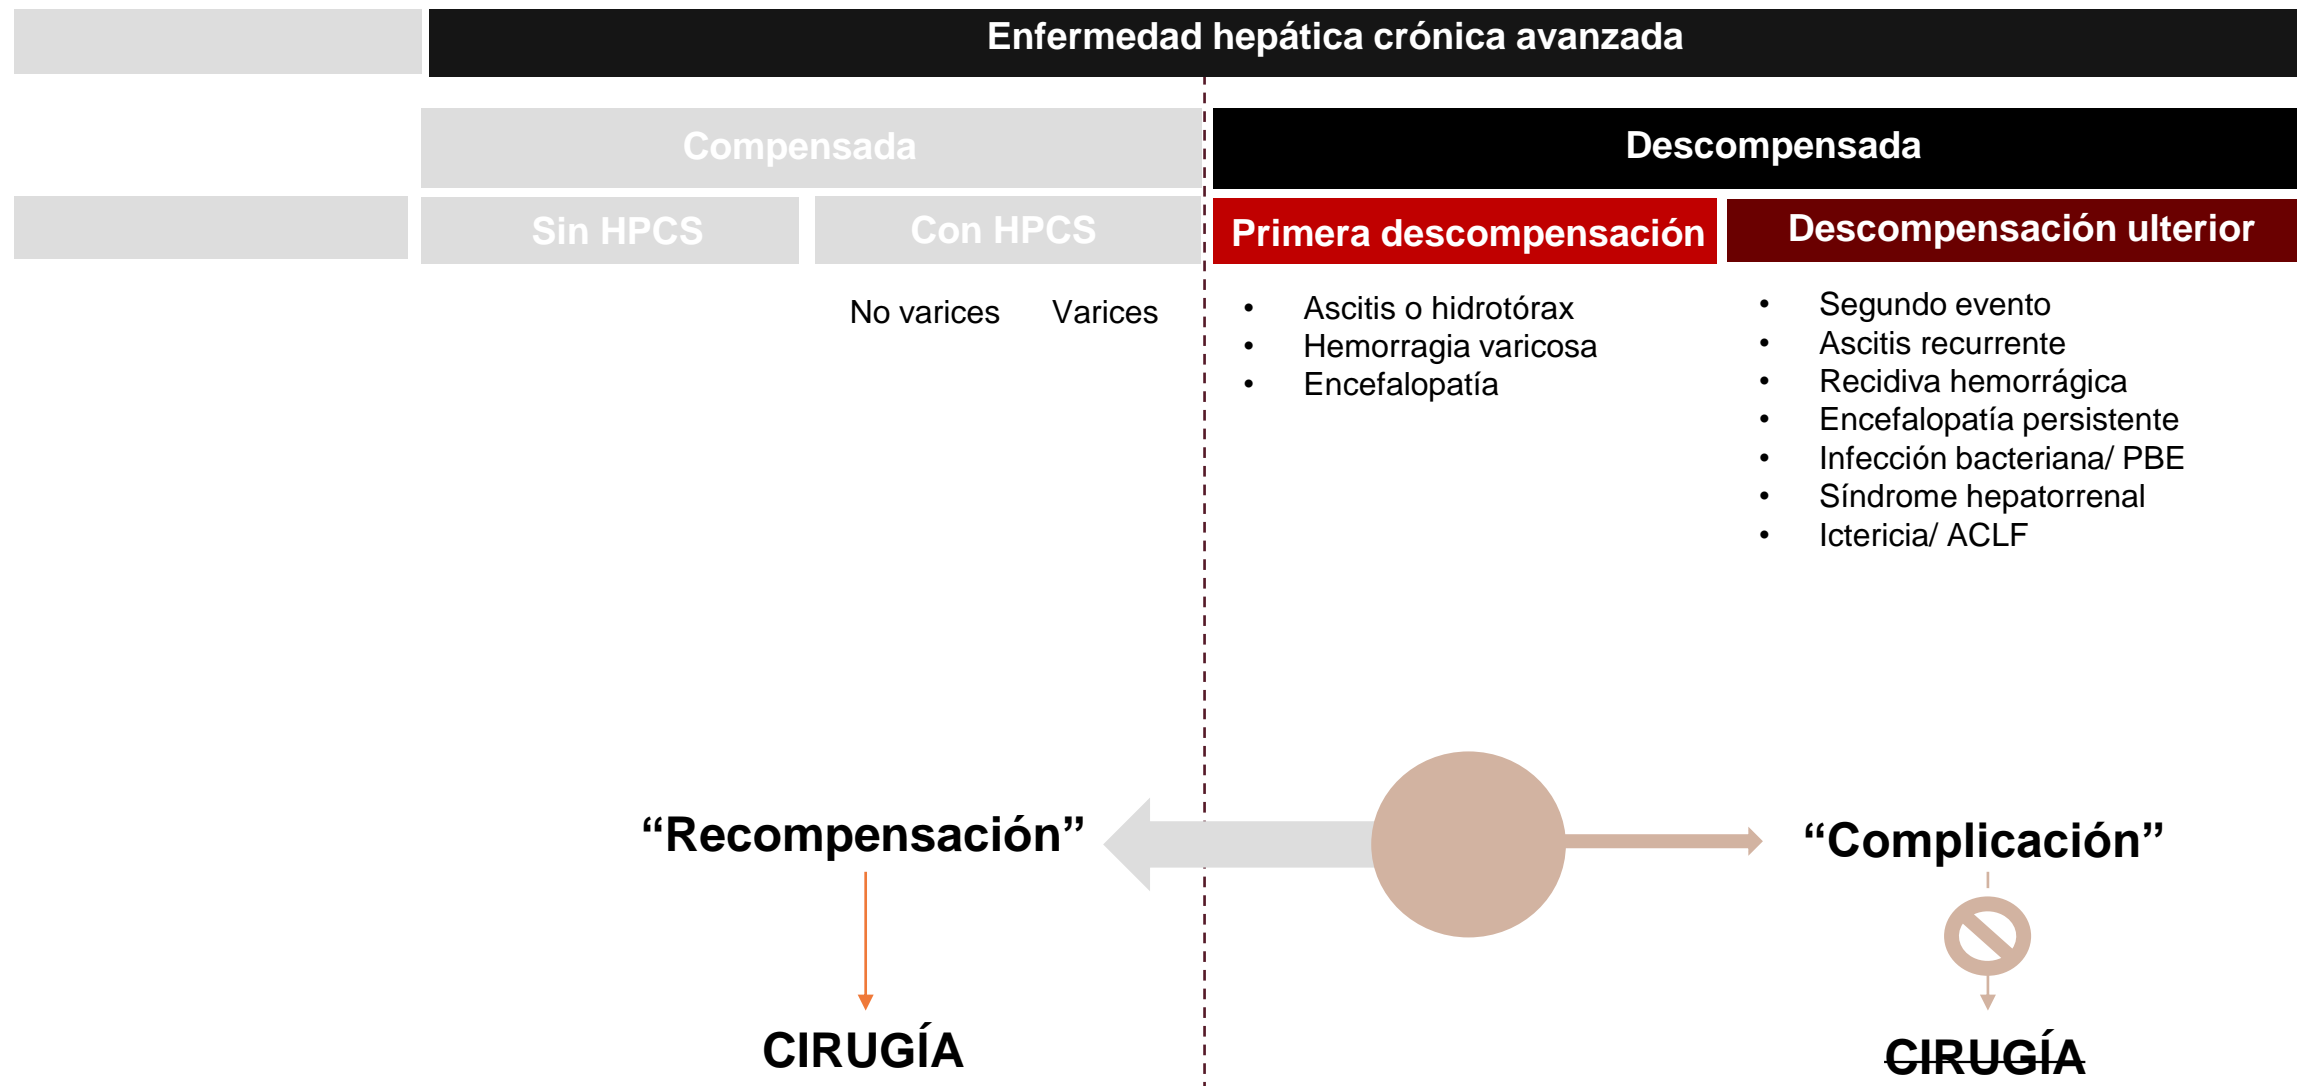 Enfermedad hepática crónica avanzada
Compensada
Descompensada
Sin HPCS
Con HPCS
Primera descompensación
Descompensación ulterior
No varices
Varices
• Ascitis o hidrotórax
• Hemorragia varicosa
• Encefalopatía
• Segundo evento
• Ascitis recurrente
• Recidiva hemorrágica
• Encefalopatía persistente
• Infección bacteriana/ PBE
• Síndrome hepatorrenal
• Ictericia/ ACLF
“Recompensación”
“Complicación”
CIRUGÍA
CIRUGÍA